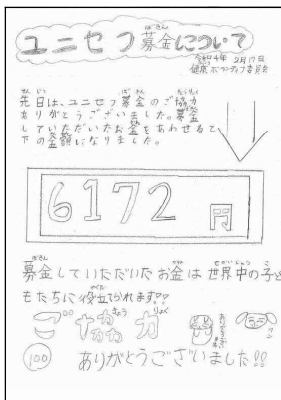 ユニセフ募金について
令和4年 2月17日
健康ボランティア委員会
先日は、ユニセフ募金のご協力
ありがとうございました。募金
していただいたお金をあわせると
下の金額になりました。
6172円
募金していただいたお金は世界中の子ど
もたちに役立てられます♡♡
ご 力
100 ありがとうございました!!